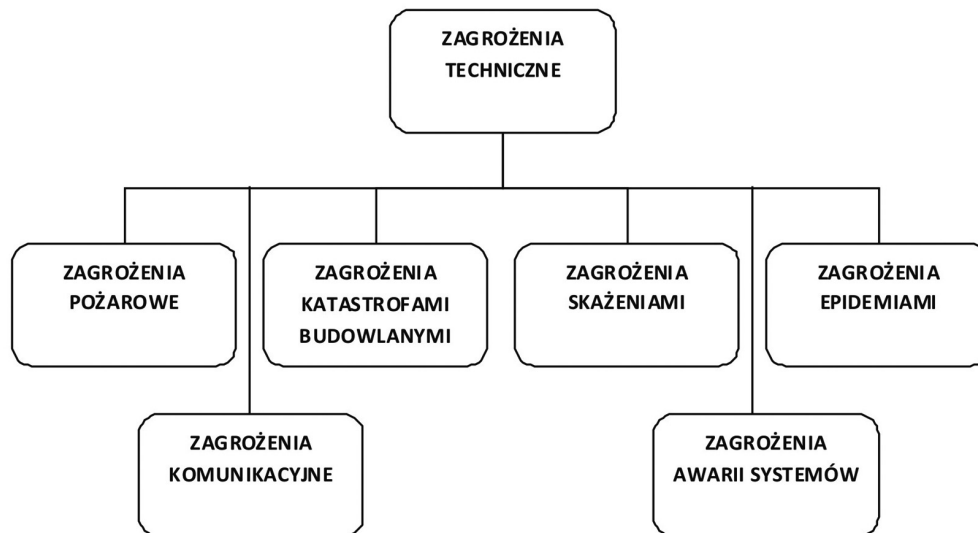 ZAGROŻENIA
TECHNICZNE
ZAGROŻENIA
POŻAROWE
ZAGROŻENIA
KATASTROFAMI
BUDOWLANYMI
ZAGROŻENIA
SKAŻENIAMI
ZAGROŻENIA
EPIDEMIAMI
ZAGROŻENIA
KOMUNIKACYJNE
ZAGROŻENIA
AWARII SYSTEMÓW